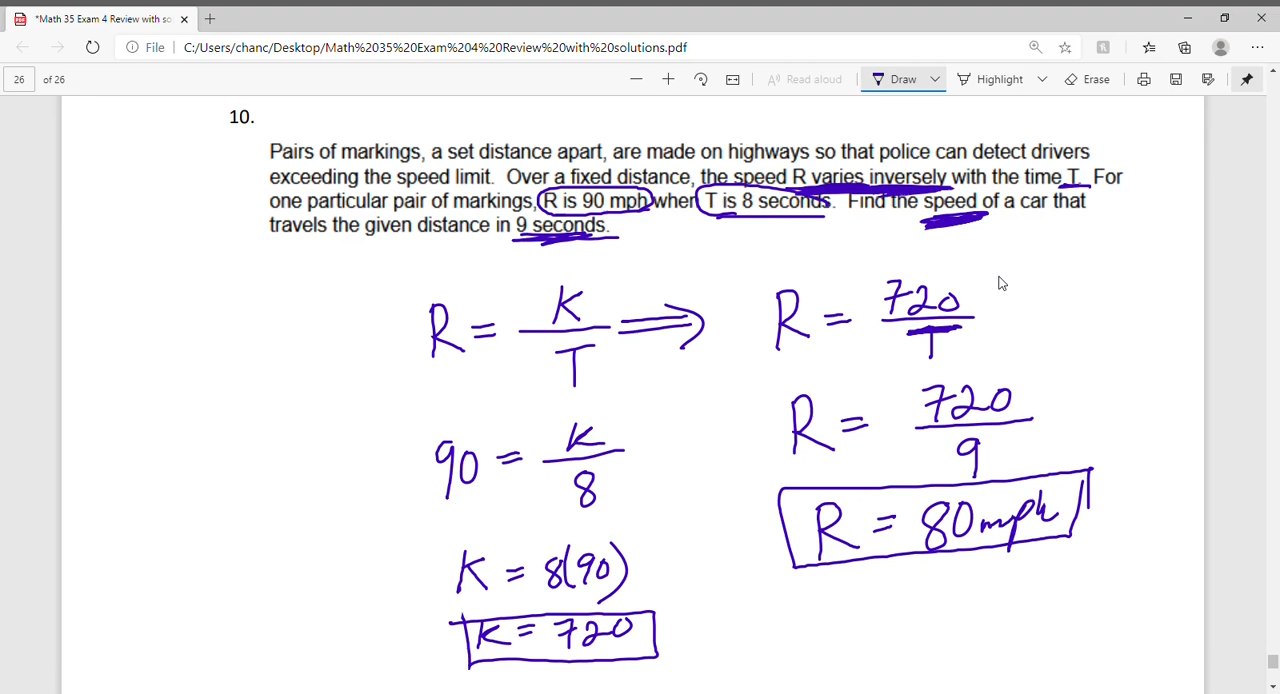 *Math 35 Exam 4 Review with so
File
C:/Users/chanc/Desktop/Math%2035%20Exam%204%20Review%20with%20solutions.pdf
26 of 26
Read aloud
Draw
Highlight
Erase
10.
Pairs of markings, a set distance apart, are made on highways so that police can detect drivers
exceeding the speed limit. Over a fixed distance, the speed R varies inversely with the time T. For
one particular pair of markings, R is 90 mph when T is 8 seconds. Find the speed of a car that
travels the given distance in 9 seconds.
R = K/T ⟹ R = 720/T
90 = K/8
R = 720/9
R = 80mph
K = 8(90)
K = 720